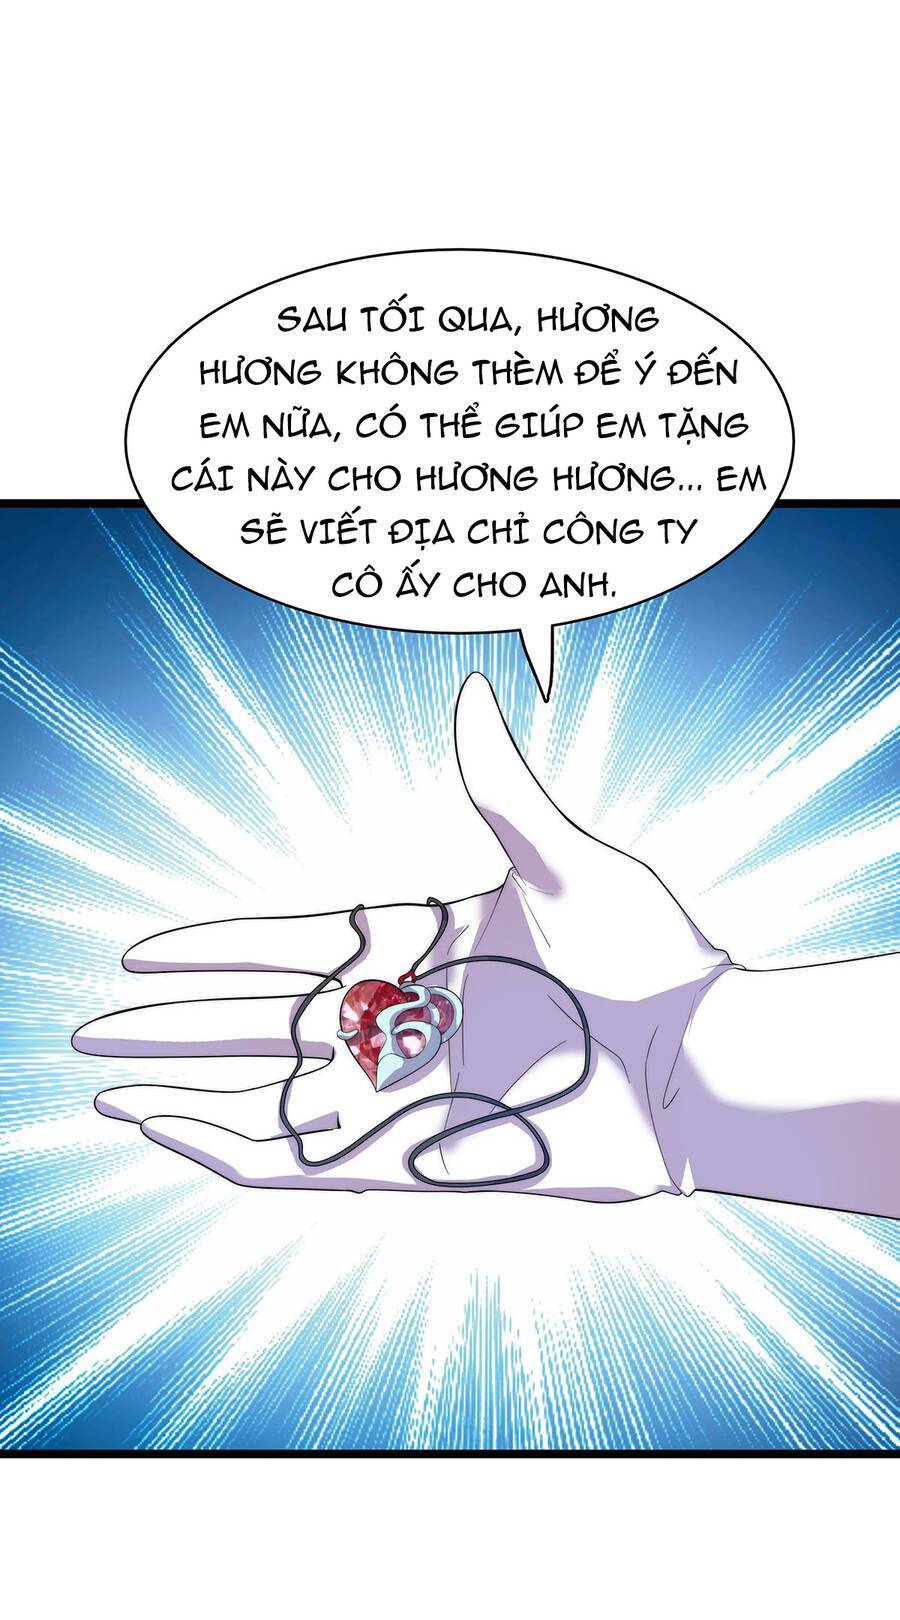 SAU TỐI QUA, HƯƠNG
HƯƠNG KHÔNG THÈM ĐỂ Ý ĐẾN
EM NỮA, CÓ THỂ GIÚP EM TẶNG
CÁI NÀY CHO HƯƠNG HƯƠNG... EM
SẼ VIẾT ĐỊA CHỈ CÔNG TY
CÔ ẤY CHO ANH.